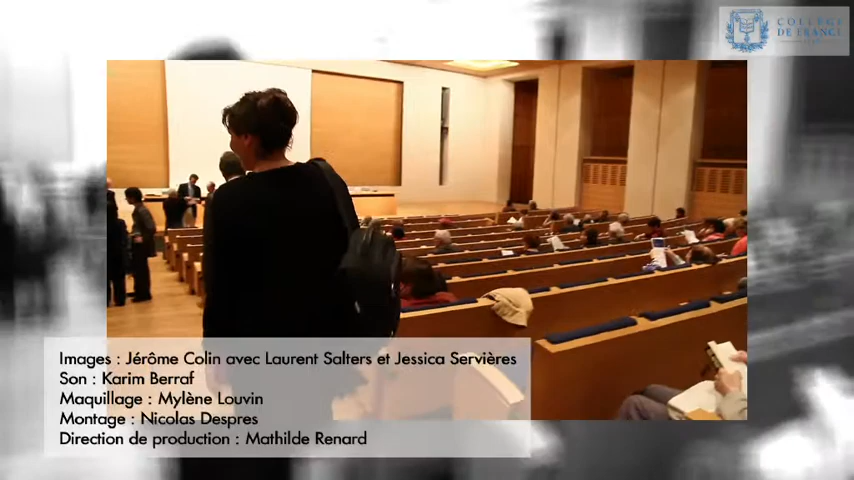 COLLÈGE
DE FRANCE
Images : Jérôme Colin avec Laurent Salters et Jessica Servières
Son : Karim Berraf
Maquillage : Mylène Louvin
Montage : Nicolas Despres
Direction de production : Mathilde Renard